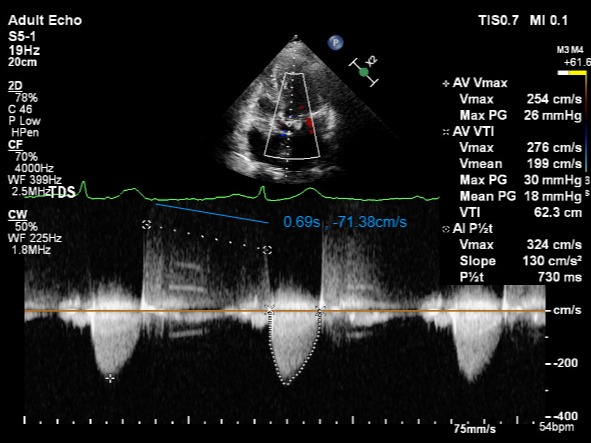 Adult Echo
TIS0.7 MI 0.1
S5-1
19Hz
20cm
2D
78%
C 46
P Low
HPen
CF
70%
4000Hz
WF 399Hz
2.5MHz
TDS
CW
50%
WF 225Hz
1.8MHz
P
X2
M3 M4
+61.6
AV Vmax
Vmax 254 cm/s
Max PG 26 mmHg
AV VTI
Vmax 276 cm/s
Vmean 199 cm/s
Max PG 30 mmHg
Mean PG 18 mmHg
VTI 62.3 cm
AI P½t
Vmax 324 cm/s
Slope 130 cm/s²
P½t 730 ms
0.69s -71.38cm/s
cm/s
-200
-400
75mm/s
54bpm